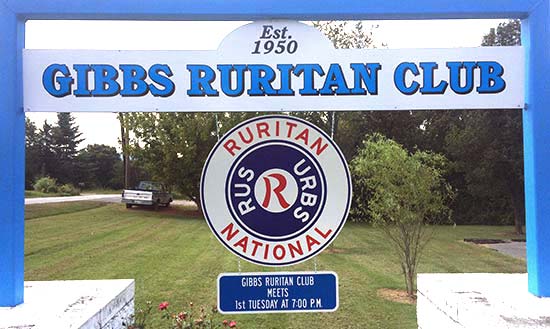 Est.
1950
GIBBS RURITAN CLUB
RURITAN
RUS URBS
R
NATIONAL
GIBBS RURITAN CLUB
MEETS
1st TUESDAY AT 7:00 P.M.